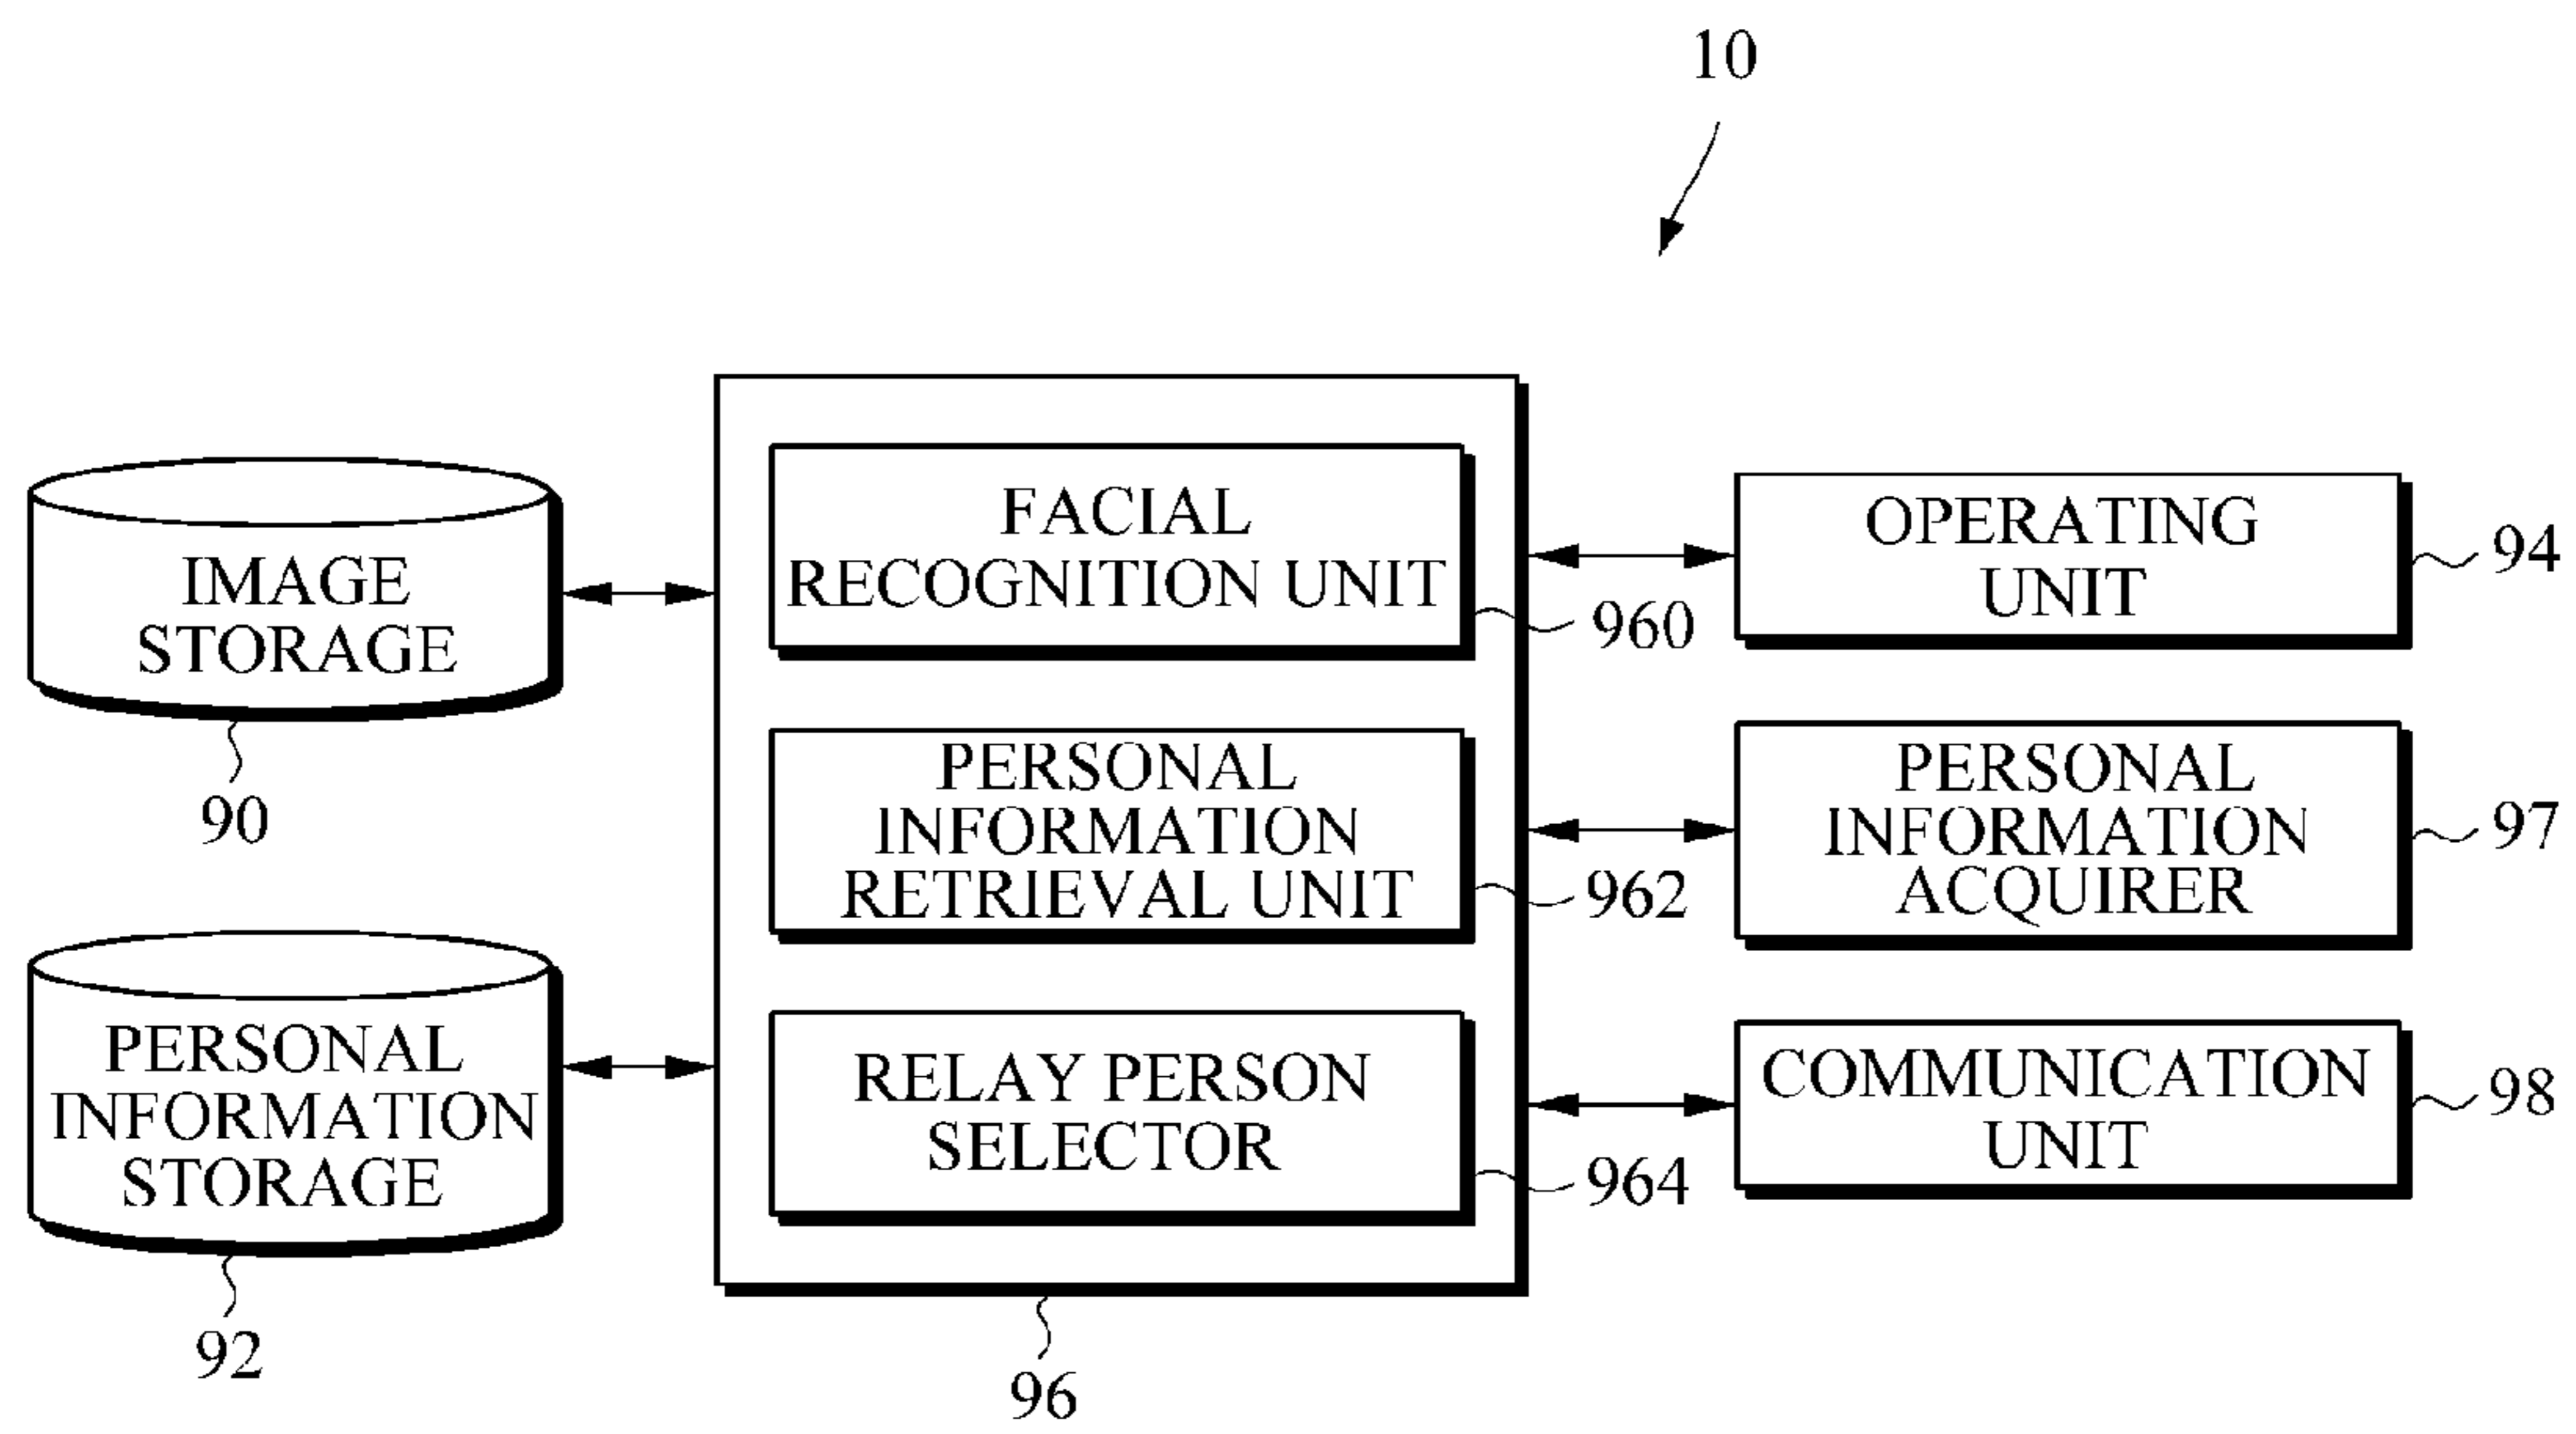 10
IMAGE
STORAGE
90
PERSONAL
INFORMATION
STORAGE
92
FACIAL
RECOGNITION UNIT
960
PERSONAL
INFORMATION
RETRIEVAL UNIT
962
RELAY PERSON
SELECTOR
964
96
OPERATING
UNIT
94
PERSONAL
INFORMATION
ACQUIRER
97
COMMUNICATION
UNIT
98